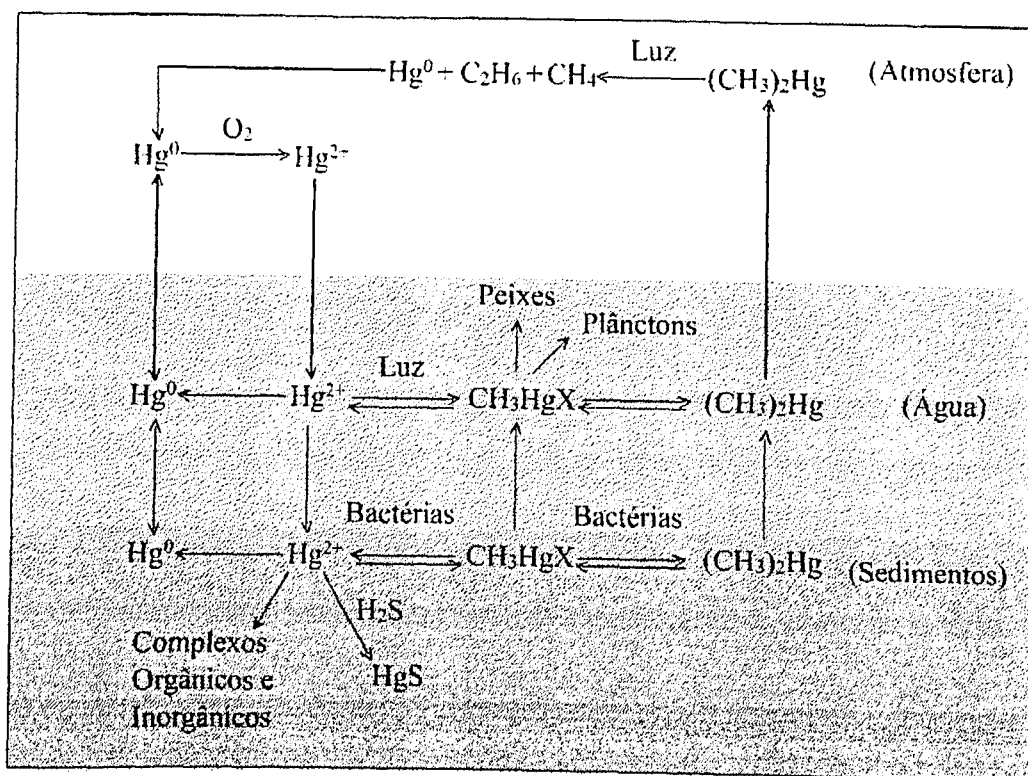 Luz
Hg⁰ + C₂H₆ + CH₄ (CH₃)₂Hg (Atmosfera)
O₂
Hg⁰ Hg²⁺
Peixes
Plânctons
Luz
Hg⁰ Hg²⁺ CH₃HgX (CH₃)₂Hg (Água)
Bactérias Bactérias
Hg⁰ Hg²⁺ CH₃HgX (CH₃)₂Hg (Sedimentos)
H₂S
Complexos
Orgânicos e
Inorgânicos
HgS